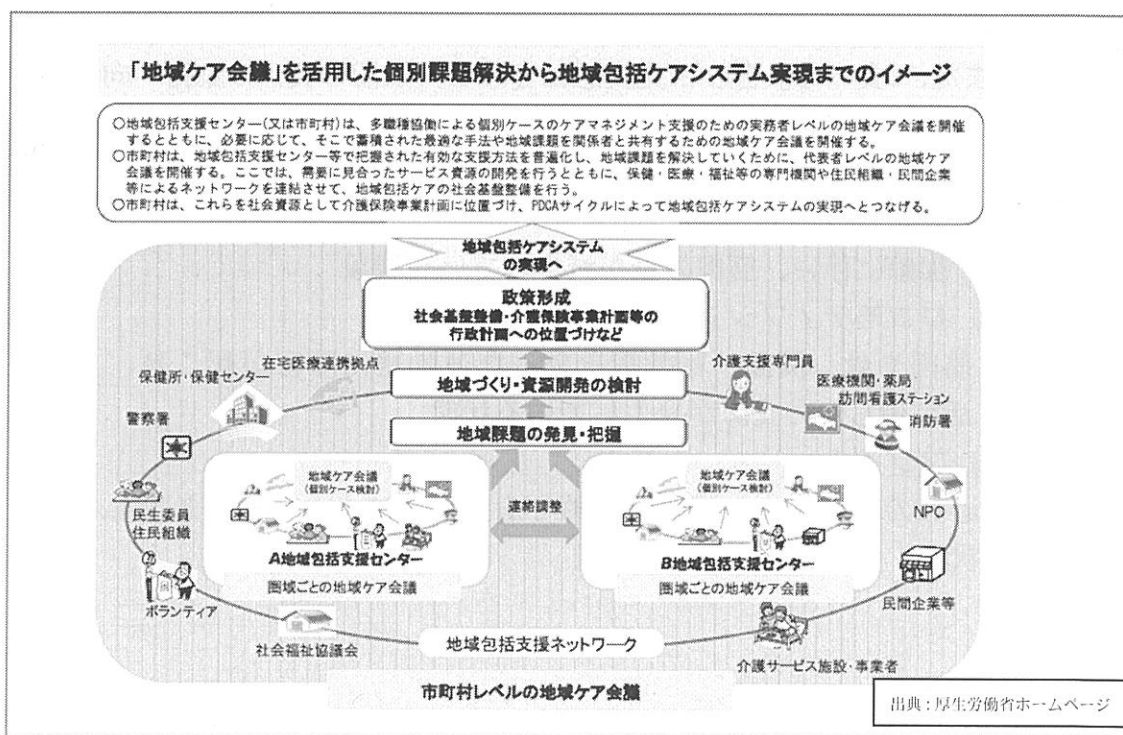 「地域ケア会議」を活用した個別課題解決から地域包括ケアシステム実現までのイメージ
○地域包括支援センター(又は市町村)は、多職種協働による個別ケースのケアマネジメント支援のための実務者レベルの地域ケア会議を開催
するとともに、必要に応じて、そこで蓄積された最適な手法や地域課題を関係者と共有するための地域ケア会議を開催する。
○市町村は、地域包括支援センター等で把握された有効な支援方法を普遍化し、地域課題を解決していくために、代表者レベルの地域ケア
会議を開催する。ここでは、需要に見合ったサービス資源の開発を行うとともに、保健・医療・福祉等の専門機関や住民組織・民間企業
等によるネットワークを連結させて、地域包括ケアの社会基盤整備を行う。
○市町村は、これらを社会資源として介護保険事業計画に位置づけ、PDCAサイクルによって地域包括ケアシステムの実現へとつなげる。
地域包括ケアシステム
の実現へ
政策形成
社会基盤整備・介護保険事業計画等の
行政計画への位置づけなど
在宅医療連携拠点
介護支援専門員
保健所・保健センター
地域づくり・資源開発の検討
医療機関・薬局
訪問看護ステーション
警察署
消防署
地域課題の発見・把握
地域ケア会議
(個別ケース検討)
地域ケア会議
(個別ケース検討)
連絡調整
民生委員
住民組織
NPO
A地域包括支援センター
B地域包括支援センター
圏域ごとの地域ケア会議
圏域ごとの地域ケア会議
ボランティア
民間企業等
社会福祉協議会
地域包括支援ネットワーク
介護サービス施設・事業者
市町村レベルの地域ケア会議
出典:厚生労働省ホームページ